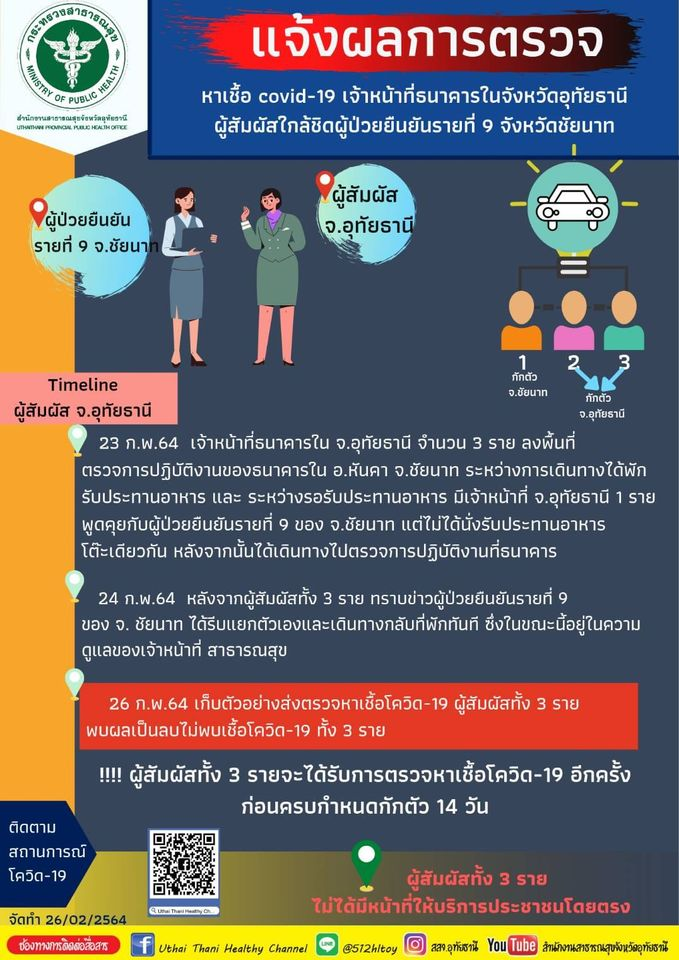 กระทรวงสาธารณสุข
MINISTRY OF PUBLIC HEALTH
สำนักงานสาธารณสุขจังหวัดอุทัยธานี
UTHAITHANI PROVINCIAL PUBLIC HEALTH OFFICE
แจ้งผลการตรวจ
หาเชื้อ covid-19 เจ้าหน้าที่ธนาคารในจังหวัดอุทัยธานี
ผู้สัมผัสใกล้ชิดผู้ป่วยยืนยันรายที่ 9 จังหวัดชัยนาท
ผู้ป่วยยืนยัน
รายที่ 9 จ.ชัยนาท
ผู้สัมผัส
จ.อุทัยธานี
1 2 3
กักตัว
จ.ชัยนาท
กักตัว
จ.อุทัยธานี
Timeline
ผู้สัมผัส จ.อุทัยธานี
23 ก.พ.64 เจ้าหน้าที่ธนาคารใน จ.อุทัยธานี จำนวน 3 ราย ลงพื้นที่
ตรวจการปฏิบัติงานของธนาคารใน อ.หันคา จ.ชัยนาท ระหว่างการเดินทางได้พัก
รับประทานอาหาร และ ระหว่างรอรับประทานอาหาร มีเจ้าหน้าที่ จ.อุทัยธานี 1 ราย
พูดคุยกับผู้ป่วยยืนยันรายที่ 9 ของ จ.ชัยนาท แต่ไม่ได้นั่งรับประทานอาหาร
โต๊ะเดียวกัน หลังจากนั้นได้เดินทางไปตรวจการปฏิบัติงานที่ธนาคาร
24 ก.พ.64 หลังจากผู้สัมผัสทั้ง 3 ราย ทราบข่าวผู้ป่วยยืนยันรายที่ 9
ของ จ. ชัยนาท ได้รีบแยกตัวเองและเดินทางกลับที่พักทันที ซึ่งในขณะนี้อยู่ในความ
ดูแลของเจ้าหน้าที่ สาธารณสุข
26 ก.พ.64 เก็บตัวอย่างส่งตรวจหาเชื้อโควิด-19 ผู้สัมผัสทั้ง 3 ราย
พบผลเป็นลบไม่พบเชื้อโควิด-19 ทั้ง 3 ราย
!!!! ผู้สัมผัสทั้ง 3 รายจะได้รับการตรวจหาเชื้อโควิด-19 อีกครั้ง
ก่อนครบกำหนดกักตัว 14 วัน
ติดตาม
สถานการณ์
โควิด-19
Uthai Thani Healthy Ch...
ผู้สัมผัสทั้ง 3 ราย
ไม่ได้มีหน้าที่ให้บริการประชาชนโดยตรง
จัดทำ 26/02/2564
ช่องทางการติดต่อสื่อสาร Uthai Thani Healthy Channel LINE @512hltoy สสจ.อุทัยธานี YouTube สำนักงานสาธารณสุขจังหวัดอุทัยธานี